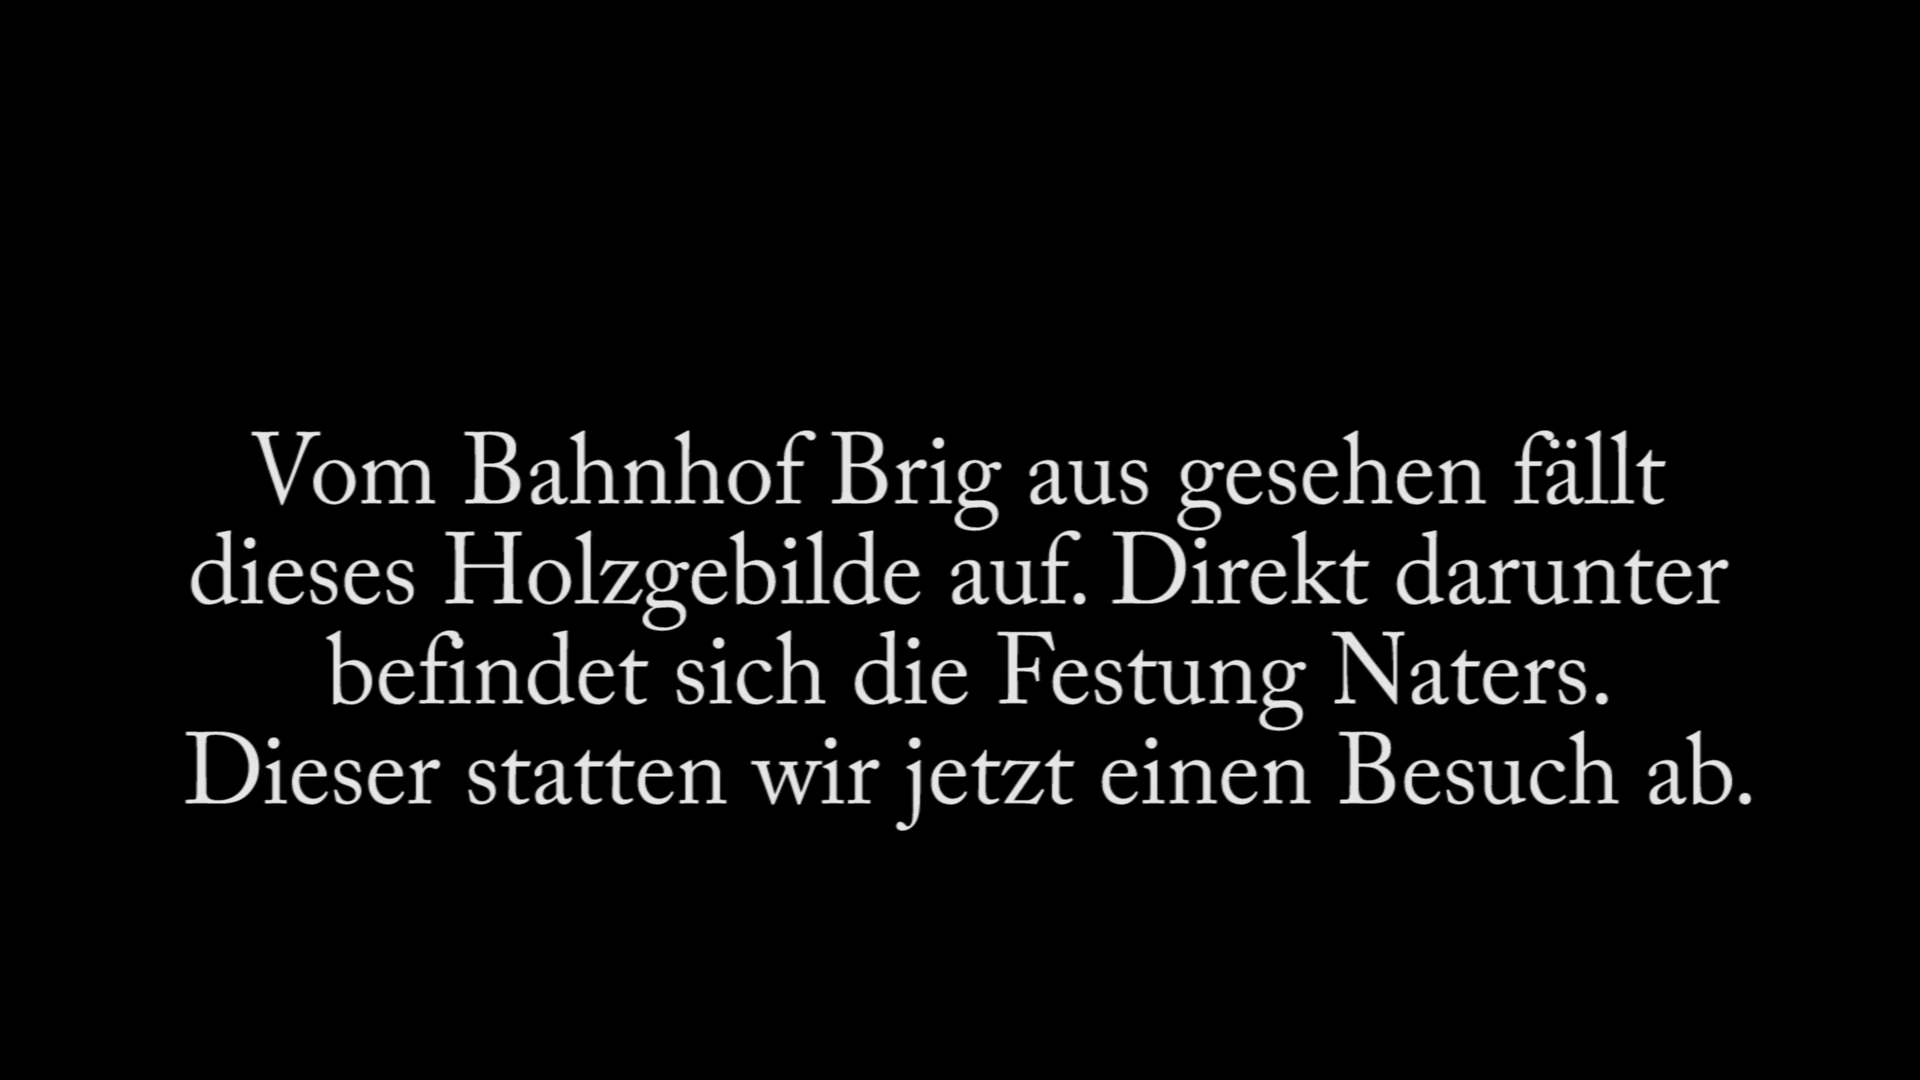 Vom Bahnhof Brig aus gesehen fällt
dieses Holzgebilde auf. Direkt darunter
befindet sich die Festung Naters.
Dieser statten wir jetzt einen Besuch ab.